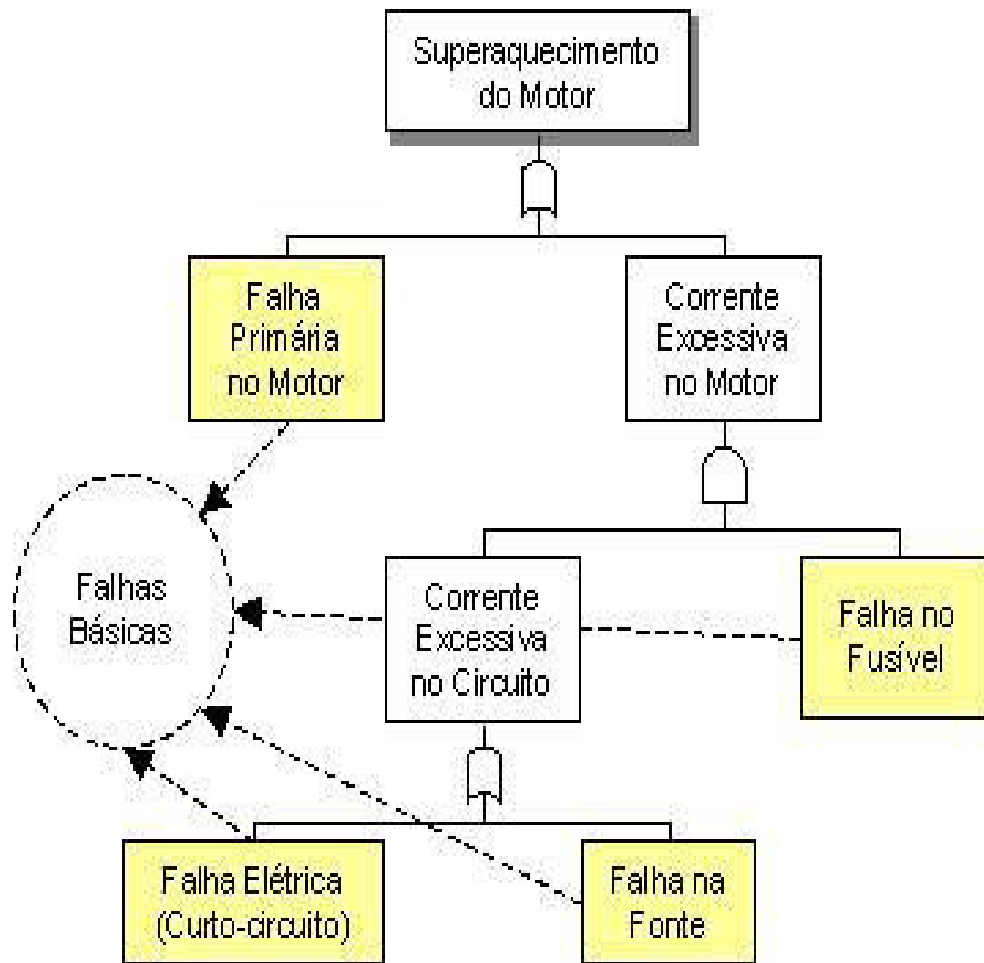 Superaquecimento
do Motor
Falha
Primária
no Motor
Corrente
Excessiva
no Motor
Falhas
Básicas
Corrente
Excessiva
no Circuito
Falha no
Fusível
Falha Elétrica
(Curto-circuito)
Falha na
Fonte